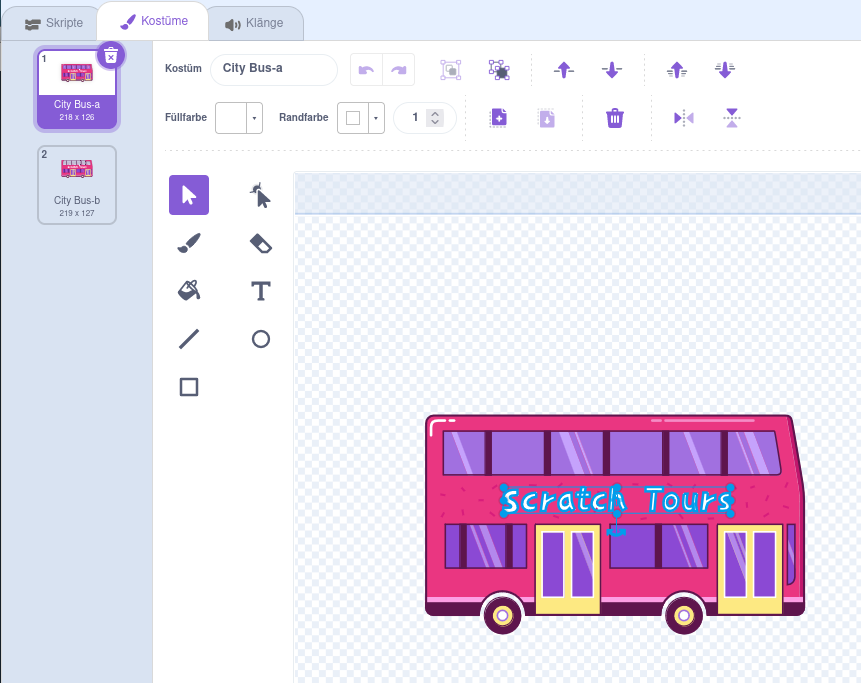 Skripte
Kostüme
Klänge
1
City Bus-a
218 x 126
2
City Bus-b
219 x 127
Kostüm
City Bus-a
Füllfarbe
Randfarbe
1
T
Scratch Tours